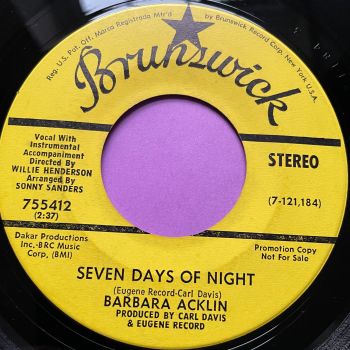 Reg. U.S. Pat. Off. Marca Registrada Mfr'd by Brunswick Record Corp. New York, U.S.A.
Brunswick
Vocal With
Instrumental
Accompaniment
Directed By
WILLIE HENDERSON
Arranged By
SONNY SANDERS
STEREO
755412
(2:37)
(7-121,184)
Dakar Productions
Inc,-BRC Music
Corp, (BMI)
Promotion Copy
Not For Sale
SEVEN DAYS OF NIGHT
(Eugene Record-Carl Davis)
BARBARA ACKLIN
PRODUCED BY CARL DAVIS
& EUGENE RECORD